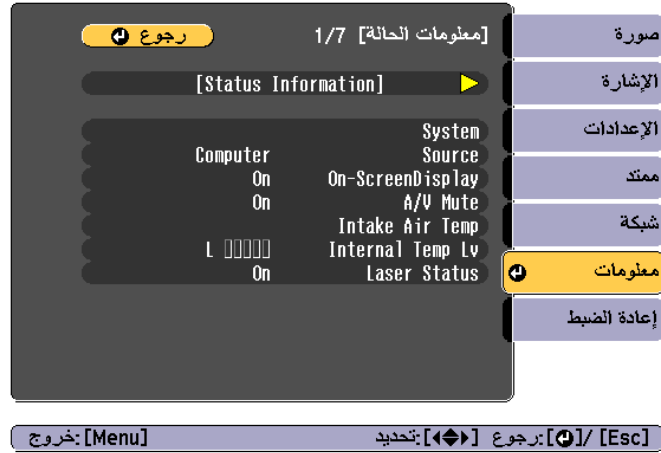 [معلومات الحالة] 1/7
رجوع
[Status Information]
System
Source Computer
On-ScreenDisplay On
A/V Mute On
Intake Air Temp
Internal Temp Lv L
Laser Status On
صورة
الإشارة
الإعدادات
ممتد
شبكة
معلومات
إعادة الضبط
[Esc] /[]:رجوع []:تحديد [Menu]:خروج